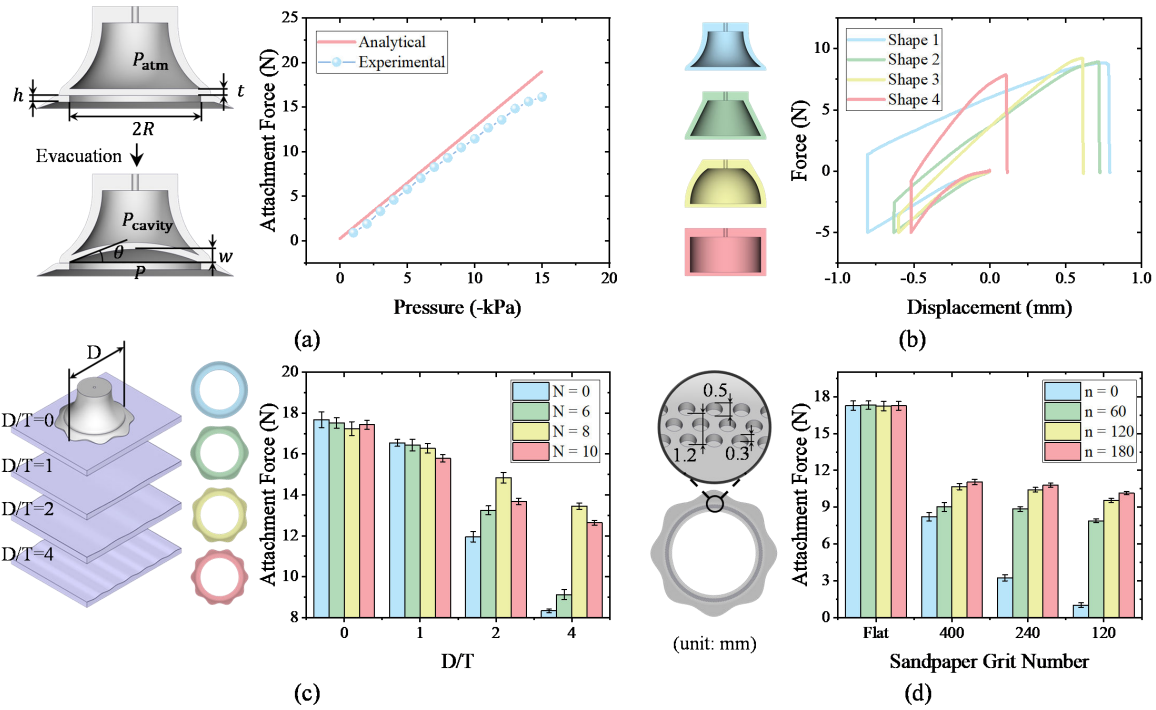 P_atm
h
t
2R
Evacuation
P_cavity
θ
w
P
Attachment Force (N)
25
20
15
10
5
0
Analytical
Experimental
0
5
10
15
20
Pressure (-kPa)
(a)
Force (N)
10
5
0
-5
Shape 1
Shape 2
Shape 3
Shape 4
-1.0
-0.5
0.0
0.5
1.0
Displacement (mm)
(b)
D
D/T=0
D/T=1
D/T=2
D/T=4
Attachment Force (N)
20
18
16
14
12
10
8
N = 0
N = 6
N = 8
N = 10
0
1
2
4
D/T
(c)
0.5
1.2
0.3
(unit: mm)
Attachment Force (N)
18
15
12
9
6
3
0
n = 0
n = 60
n = 120
n = 180
Flat
400
240
120
Sandpaper Grit Number
(d)